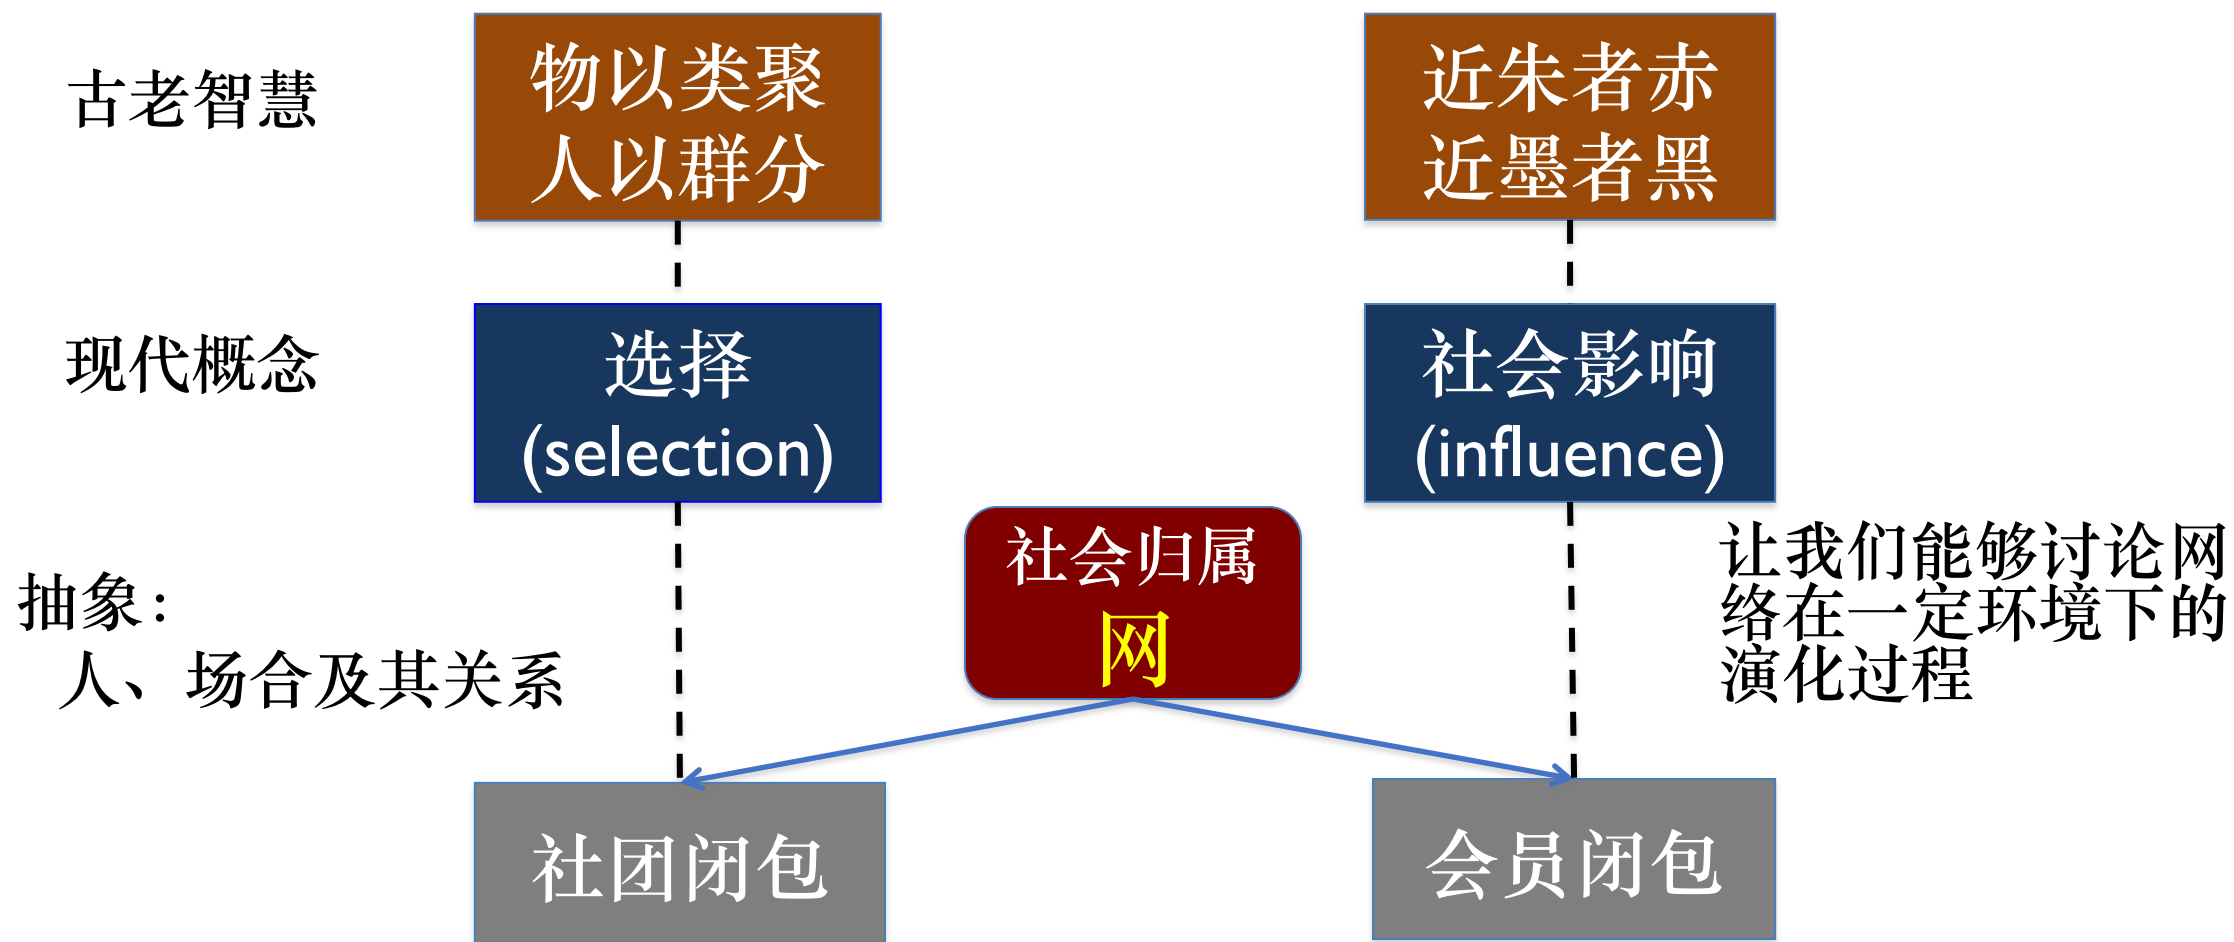 古老智慧
物以类聚
人以群分
近朱者赤
近墨者黑
现代概念
选择
(selection)
社会影响
(influence)
抽象：
人、场合及其关系
社会归属
网
让我们能够讨论网
络在一定环境下的
演化过程
社团闭包
会员闭包